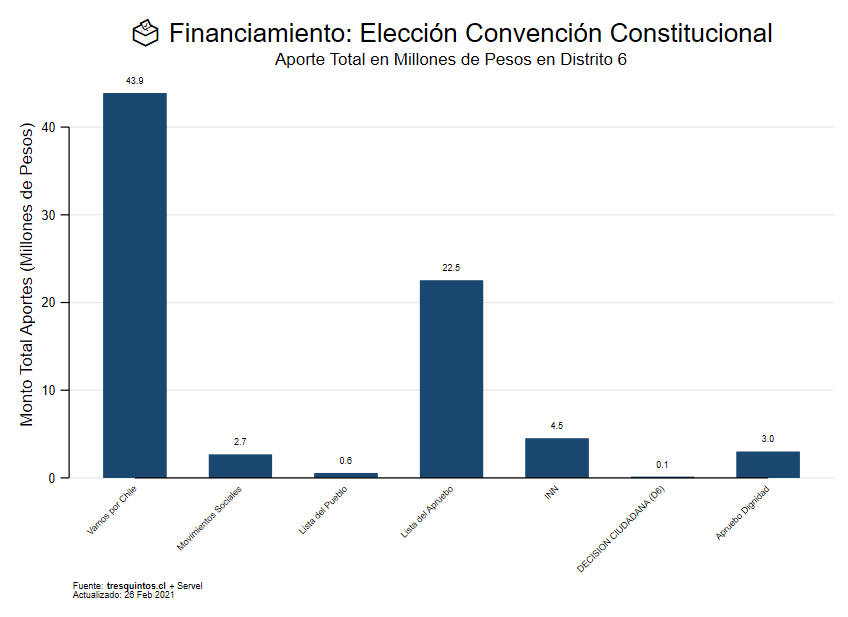 Financiamiento: Elección Convención Constitucional
Aporte Total en Millones de Pesos en Distrito 6
Monto Total Aportes (Millones de Pesos)
40
30
20
10
0
43.9
2.7
0.6
22.5
4.5
0.1
3.0
Vamos por Chile
Movimientos Sociales
Lista del Pueblo
Lista del Apruebo
INN
DECISION CIUDADANA (D6)
Apruebo Dignidad
Fuente: tresquintos.cl + Servel
Actualizado: 26 Feb 2021